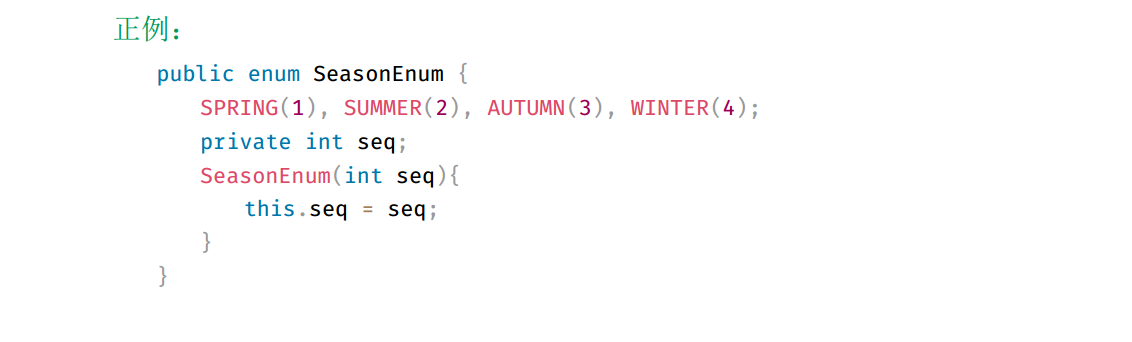 正例：
public enum SeasonEnum {
SPRING(1), SUMMER(2), AUTUMN(3), WINTER(4);
private int seq;
SeasonEnum(int seq){
this.seq = seq;
}
}